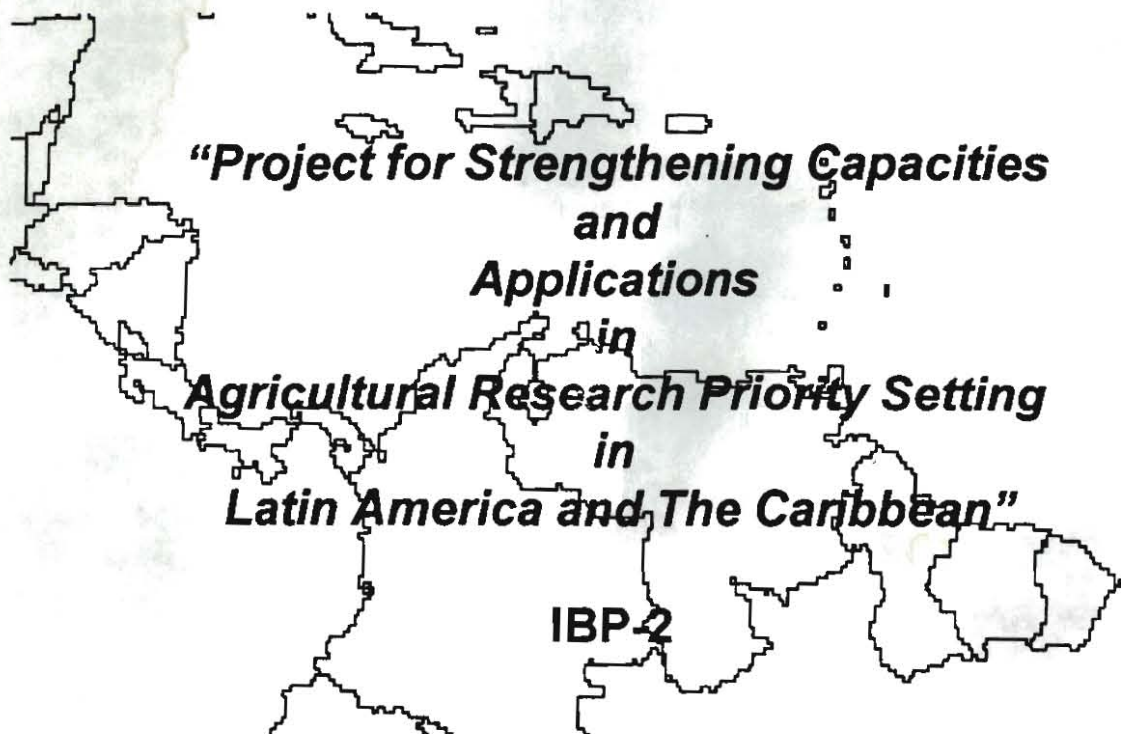 “Project for Strengthening Capacities
and
Applications
in
Agricultural Research Priority Setting
in
Latin America and The Caribbean”
IBP-2